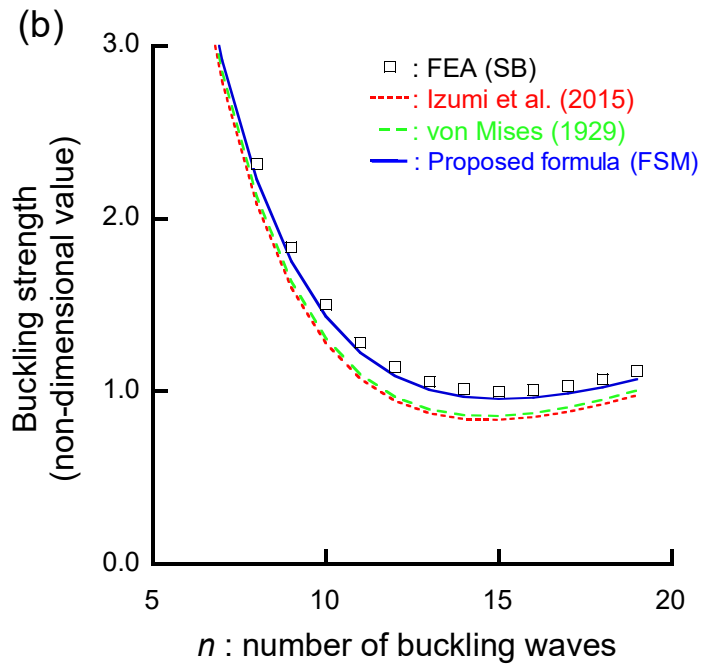 (b)
3.0
2.0
1.0
0.0
5
10
15
20
Buckling strength
(non-dimensional value)
n : number of buckling waves
: FEA (SB)
: Izumi et al. (2015)
: von Mises (1929)
: Proposed formula (FSM)